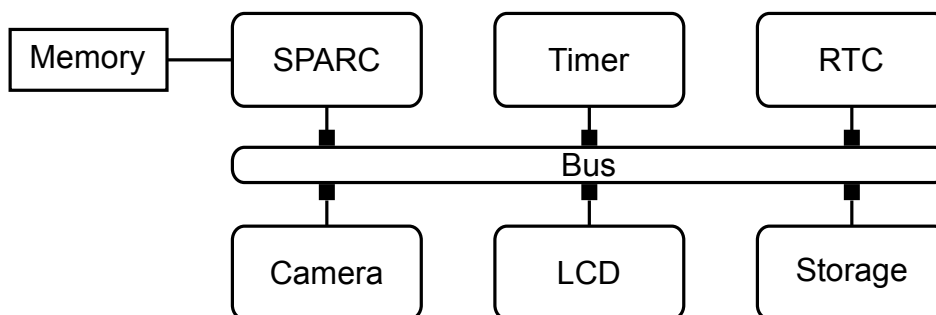 Memory
SPARC
Timer
RTC
Bus
Camera
LCD
Storage